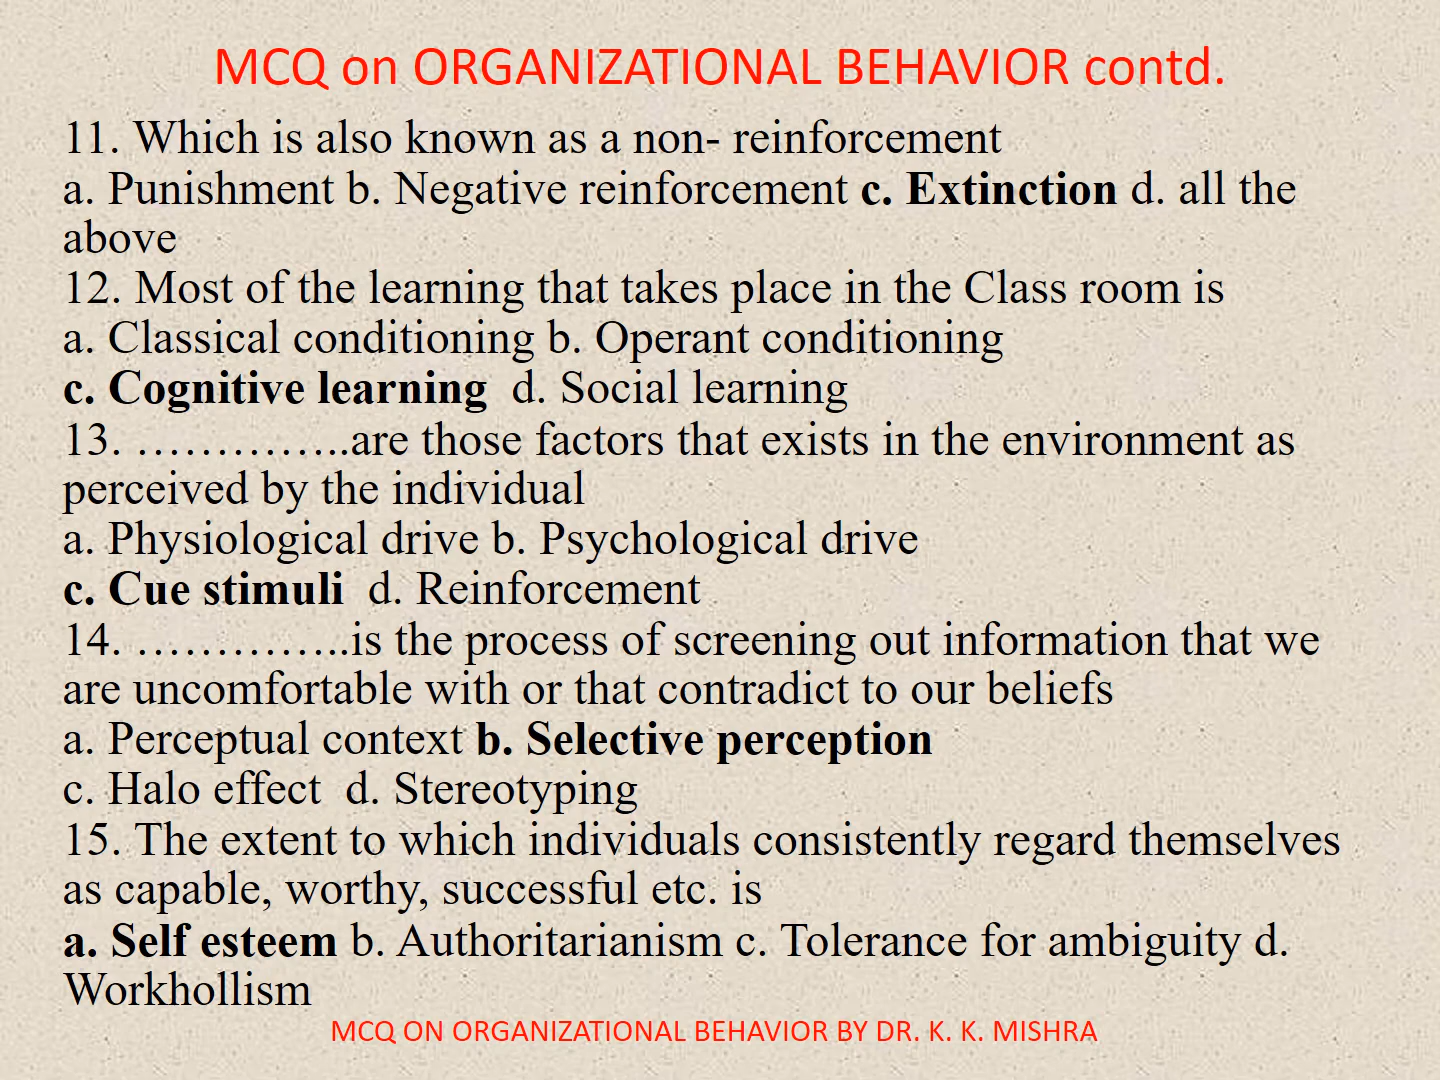 MCQ on ORGANIZATIONAL BEHAVIOR contd.
11. Which is also known as a non- reinforcement
a. Punishment b. Negative reinforcement c. Extinction d. all the
above
12. Most of the learning that takes place in the Class room is
a. Classical conditioning b. Operant conditioning
c. Cognitive learning  d. Social learning
13. …………..are those factors that exists in the environment as
perceived by the individual
a. Physiological drive b. Psychological drive
c. Cue stimuli  d. Reinforcement
14. …………..is the process of screening out information that we
are uncomfortable with or that contradict to our beliefs
a. Perceptual context b. Selective perception
c. Halo effect  d. Stereotyping
15. The extent to which individuals consistently regard themselves
as capable, worthy, successful etc. is
a. Self esteem b. Authoritarianism c. Tolerance for ambiguity d.
Workhollism
MCQ ON ORGANIZATIONAL BEHAVIOR BY DR. K. K. MISHRA